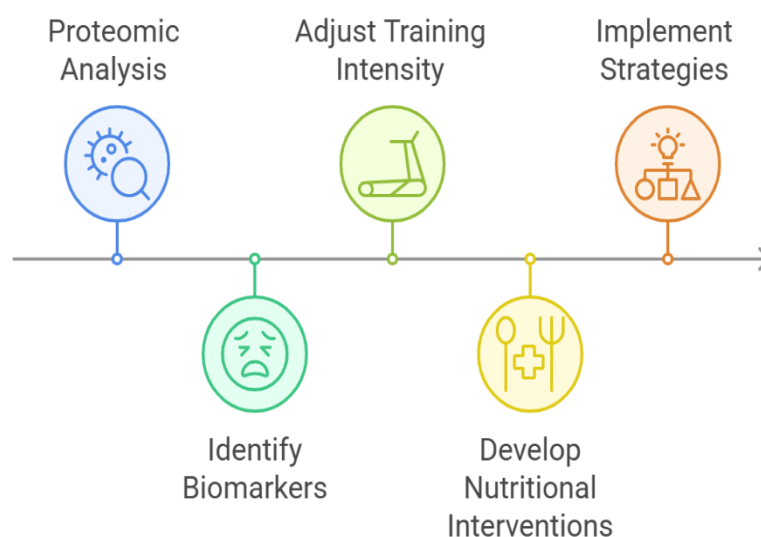 Proteomic
Analysis
Adjust Training
Intensity
Implement
Strategies
Identify
Biomarkers
Develop
Nutritional
Interventions